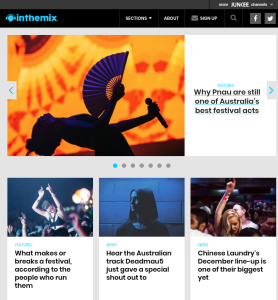 more JUNKEE channels
inthemix
SECTIONS
ABOUT
SIGN UP
FEATURES
Why Pnau are still
one of Australia's
best festival acts
FEATURES
What makes or
breaks a festival,
according to the
people who run
them
NEWS
Hear the Australian
track Deadmau5
just gave a special
shout out to
NEWS
Chinese Laundry's
December line-up is
one of their biggest
yet